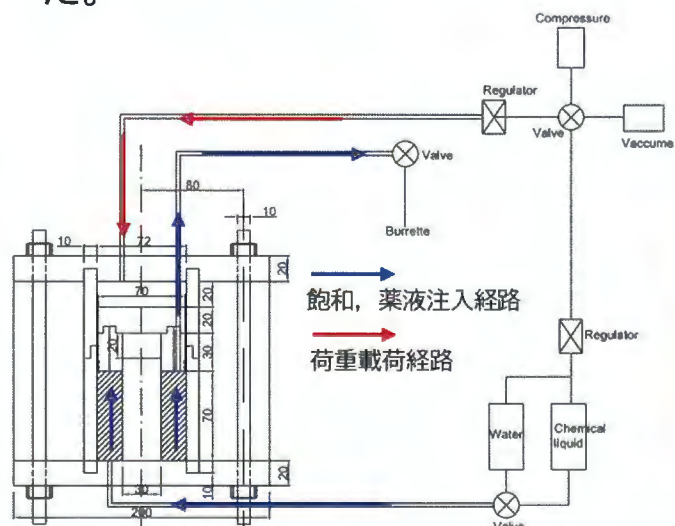 た。
Compressure
Regulator
Valve
Vaccume
Valve
80
10
Burrette
10
72
20
70
20
飽和，薬液注入経路
20
荷重載荷経路
20
30
Regulator
70
Water
Chemical
liquid
20
30
10
200
Valve